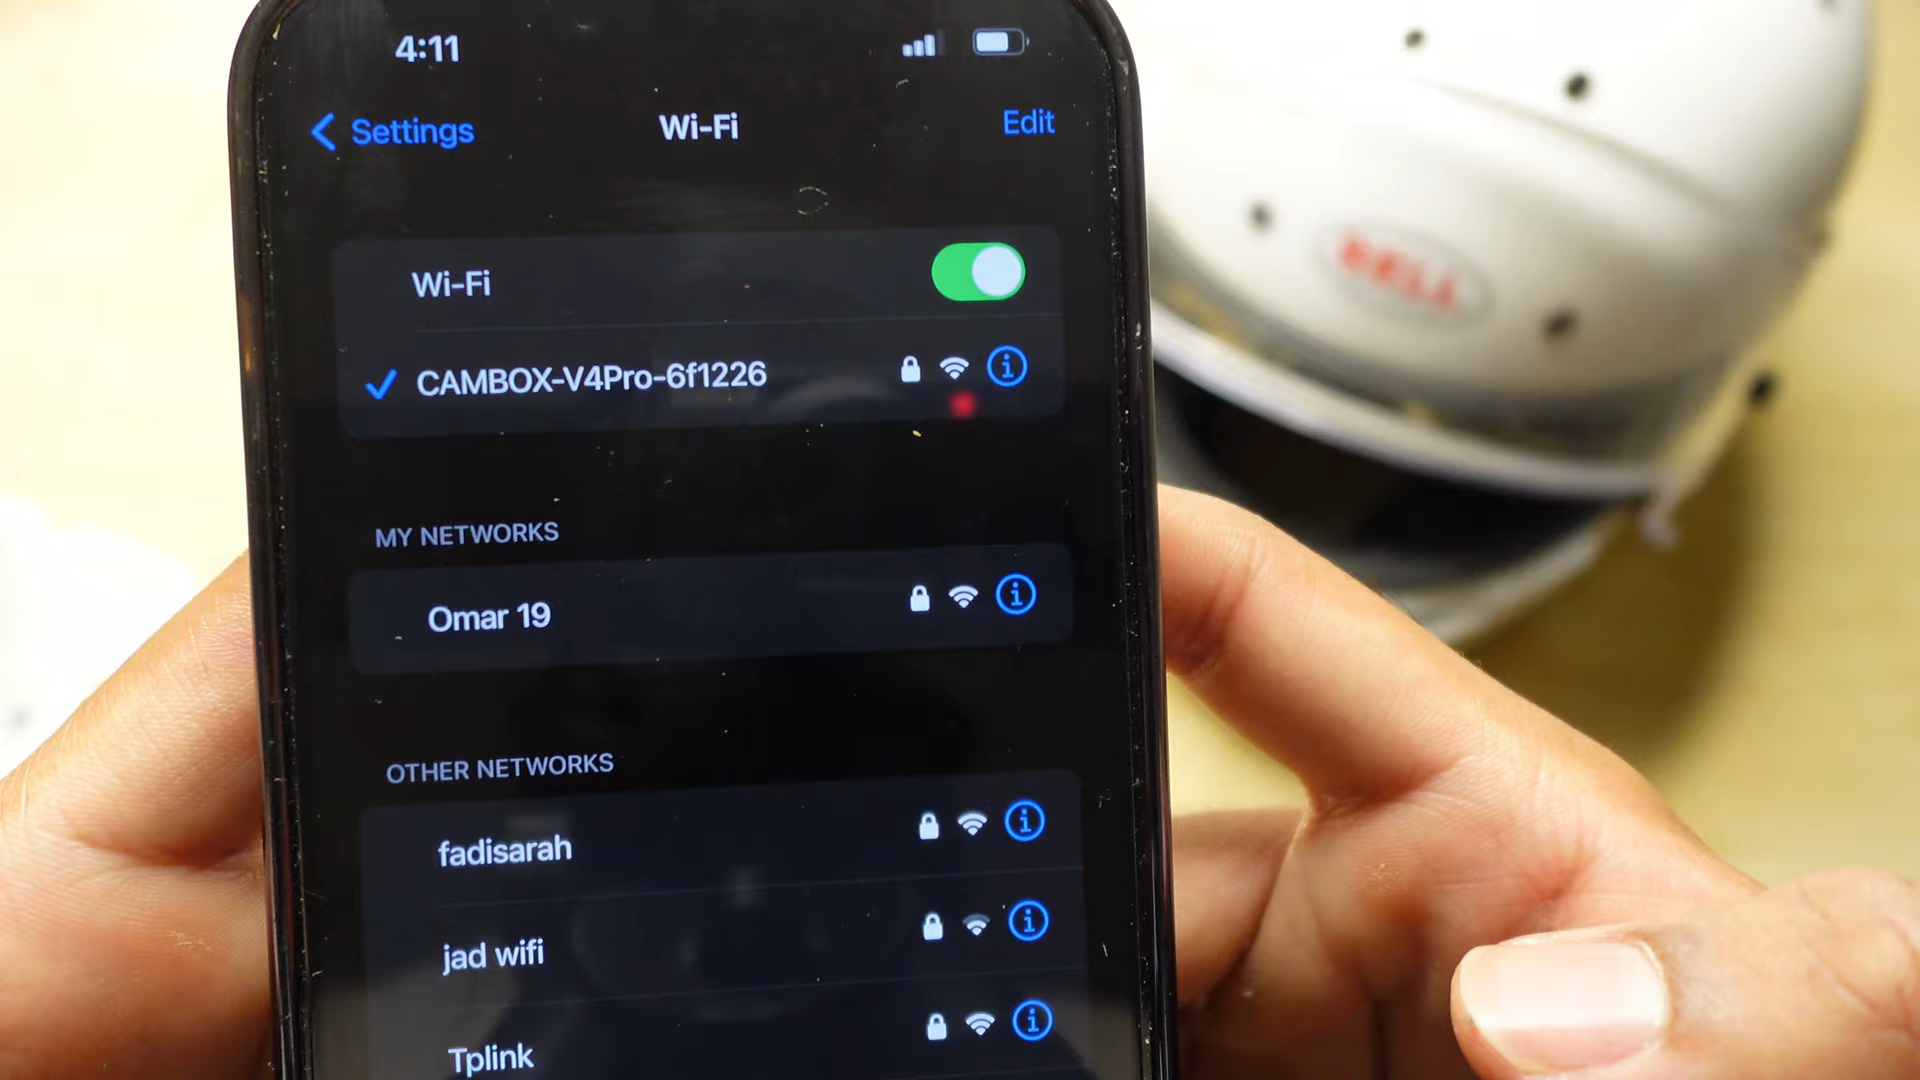 4:11
Settings
Wi-Fi
Edit
Wi-Fi
CAMBOX-V4Pro-6f1226
MY NETWORKS
Omar 19
OTHER NETWORKS
fadisarah
jad wifi
Tplink
BELL